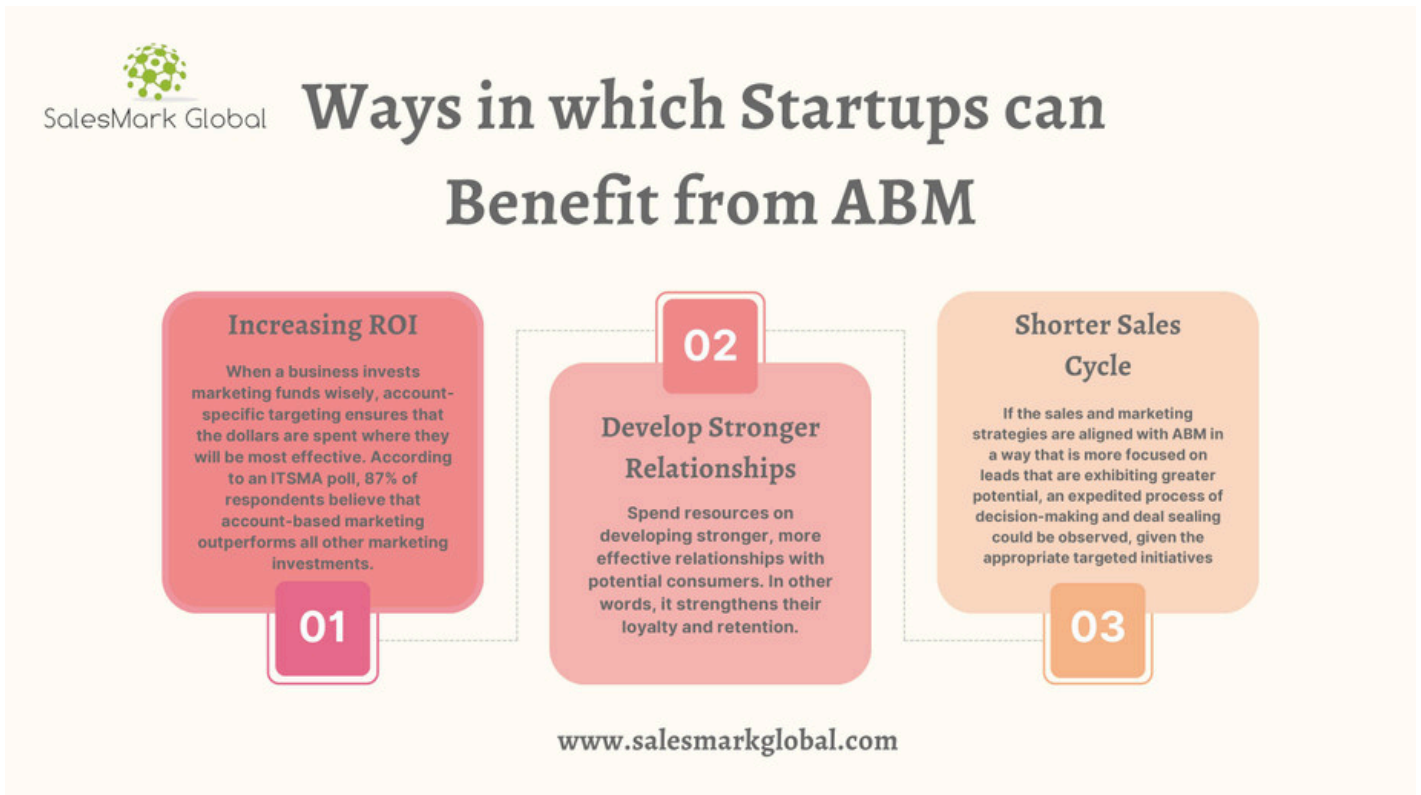 SalesMark Global
Ways in which Startups can
Benefit from ABM
Increasing ROI
When a business invests
marketing funds wisely, account-
specific targeting ensures that
the dollars are spent where they
will be most effective. According
to an ITSMA poll, 87% of
respondents believe that
account-based marketing
outperforms all other marketing
investments.
01
02
Develop Stronger
Relationships
Spend resources on
developing stronger, more
effective relationships with
potential consumers. In other
words, it strengthens their
loyalty and retention.
Shorter Sales
Cycle
If the sales and marketing
strategies are aligned with ABM in
a way that is more focused on
leads that are exhibiting greater
potential, an expedited process of
decision-making and deal sealing
could be observed, given the
appropriate targeted initiatives
03
www.salesmarkglobal.com